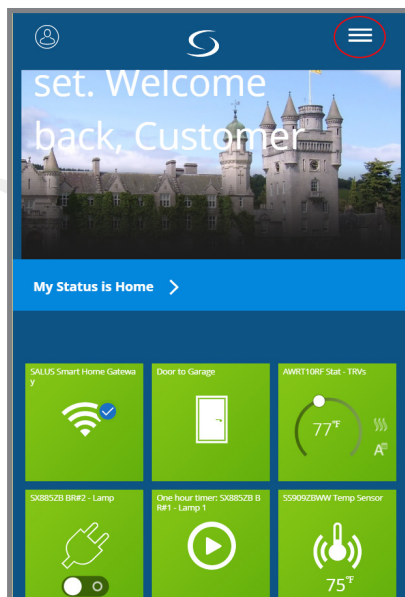 set. Welcome
back, Customer
My Status is Home
SALUS Smart Home Gatewa
y
Door to Garage
AWRT10RF Stat - TRVs
77°F
A
SX885ZB BR#2 - Lamp
One hour timer: SX885ZB B
R#1 - Lamp 1
SS909ZBWW Temp Sensor
75°F